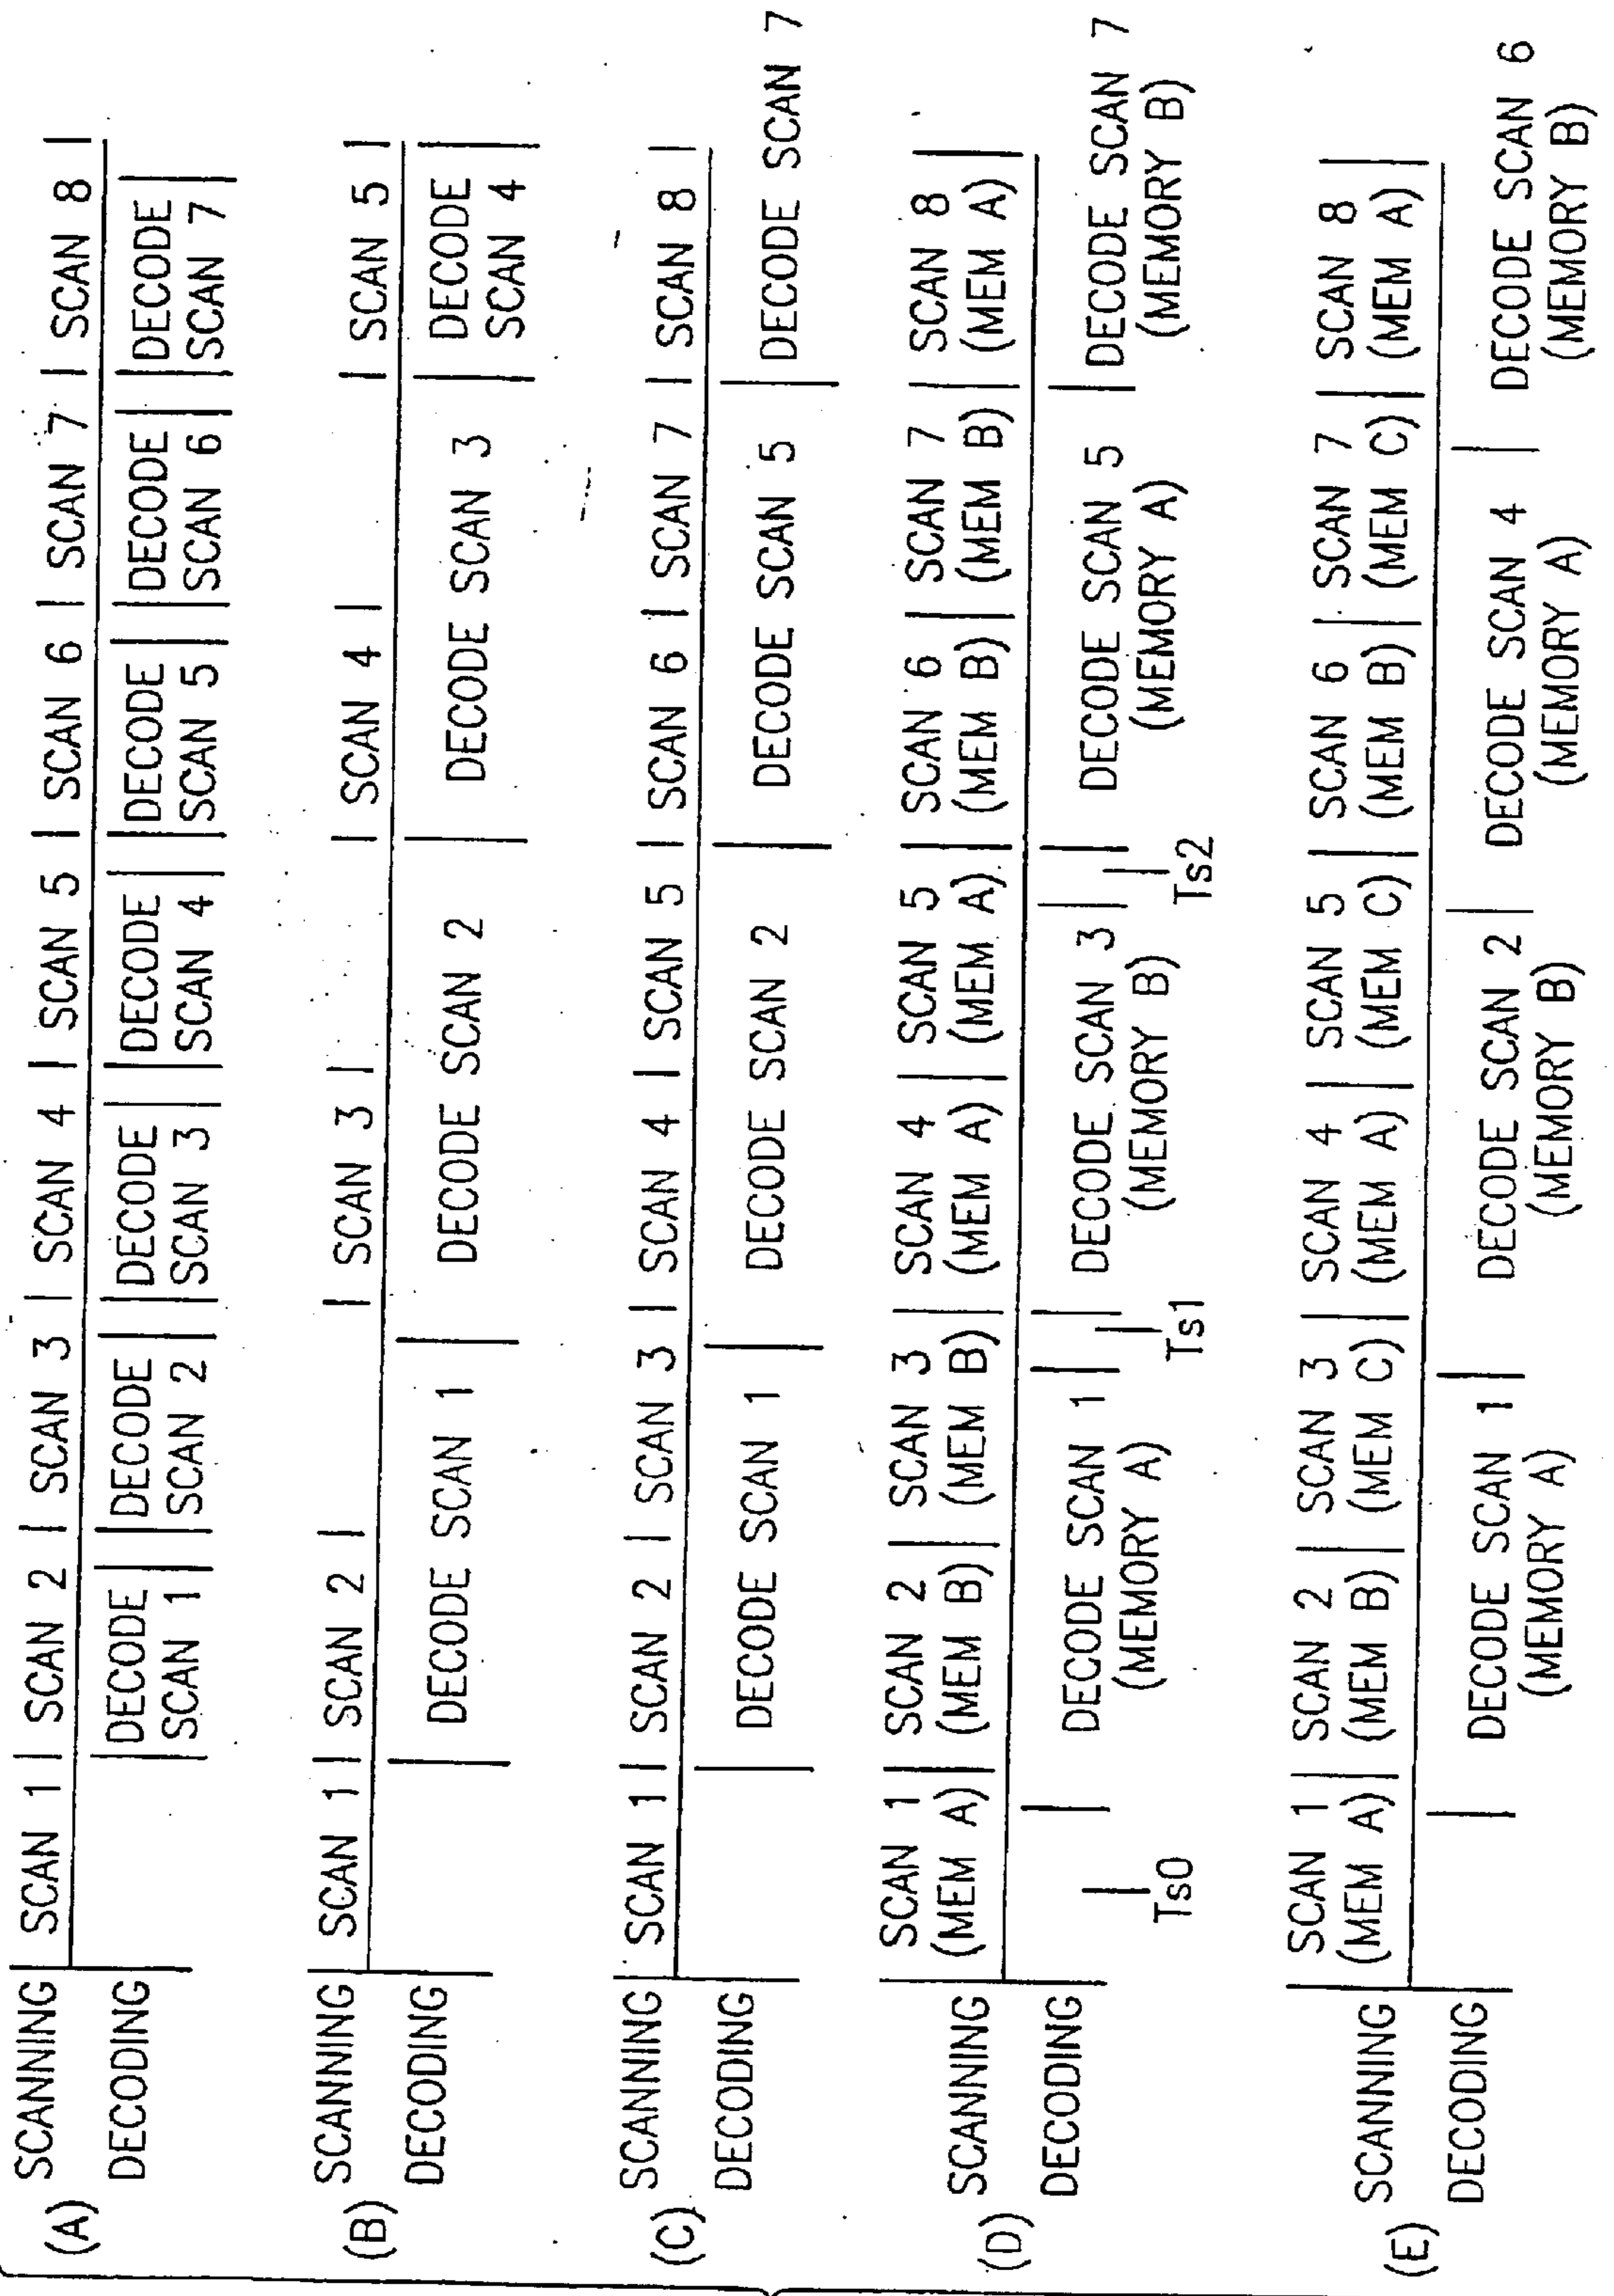 (A) SCANNING SCAN 1 | SCAN 2 | SCAN 3 | SCAN 4 | SCAN 5 | SCAN 6 | SCAN 7 | SCAN 8 |
DECODING | DECODE | DECODE | DECODE | DECODE | DECODE | DECODE | DECODE |
SCAN 1 | SCAN 2 | SCAN 3 | SCAN 4 | SCAN 5 | SCAN 6 | SCAN 7 |
(B) SCANNING SCAN 1 | SCAN 2 | | SCAN 3 | | SCAN 4 | | SCAN 5 |
DECODING | DECODE SCAN 1 | DECODE SCAN 2 | DECODE SCAN 3 | DECODE
SCAN 4 |
(C) SCANNING SCAN 1 | SCAN 2 | SCAN 3 | SCAN 4 | SCAN 5 | SCAN 6 | SCAN 7 | SCAN 8 |
DECODING | DECODE SCAN 1 | DECODE SCAN 2 | DECODE SCAN 5 | DECODE SCAN 7
(D) SCANNING SCAN 1 | SCAN 2 | SCAN 3 | SCAN 4 | SCAN 5 | SCAN 6 | SCAN 7 | SCAN 8 |
(MEM A) | (MEM B) | (MEM B) | (MEM A) | (MEM A) | (MEM B) | (MEM B) | (MEM A) |
DECODING | DECODE SCAN 1 | | DECODE SCAN 3 | | DECODE SCAN 5 | DECODE SCAN 7
(MEMORY A) (MEMORY B) (MEMORY A) (MEMORY B)
Ts0 Ts1 Ts2
(E) SCANNING SCAN 1 | SCAN 2 | SCAN 3 | SCAN 4 | SCAN 5 | SCAN 6 | SCAN 7 | SCAN 8 |
(MEM A) | (MEM B) | (MEM C) | (MEM A) | (MEM C) | (MEM B) | (MEM C) | (MEM A) |
DECODING | DECODE SCAN 1 | DECODE SCAN 2 | DECODE SCAN 4 | DECODE SCAN 6
(MEMORY A) (MEMORY B) (MEMORY A) (MEMORY B)